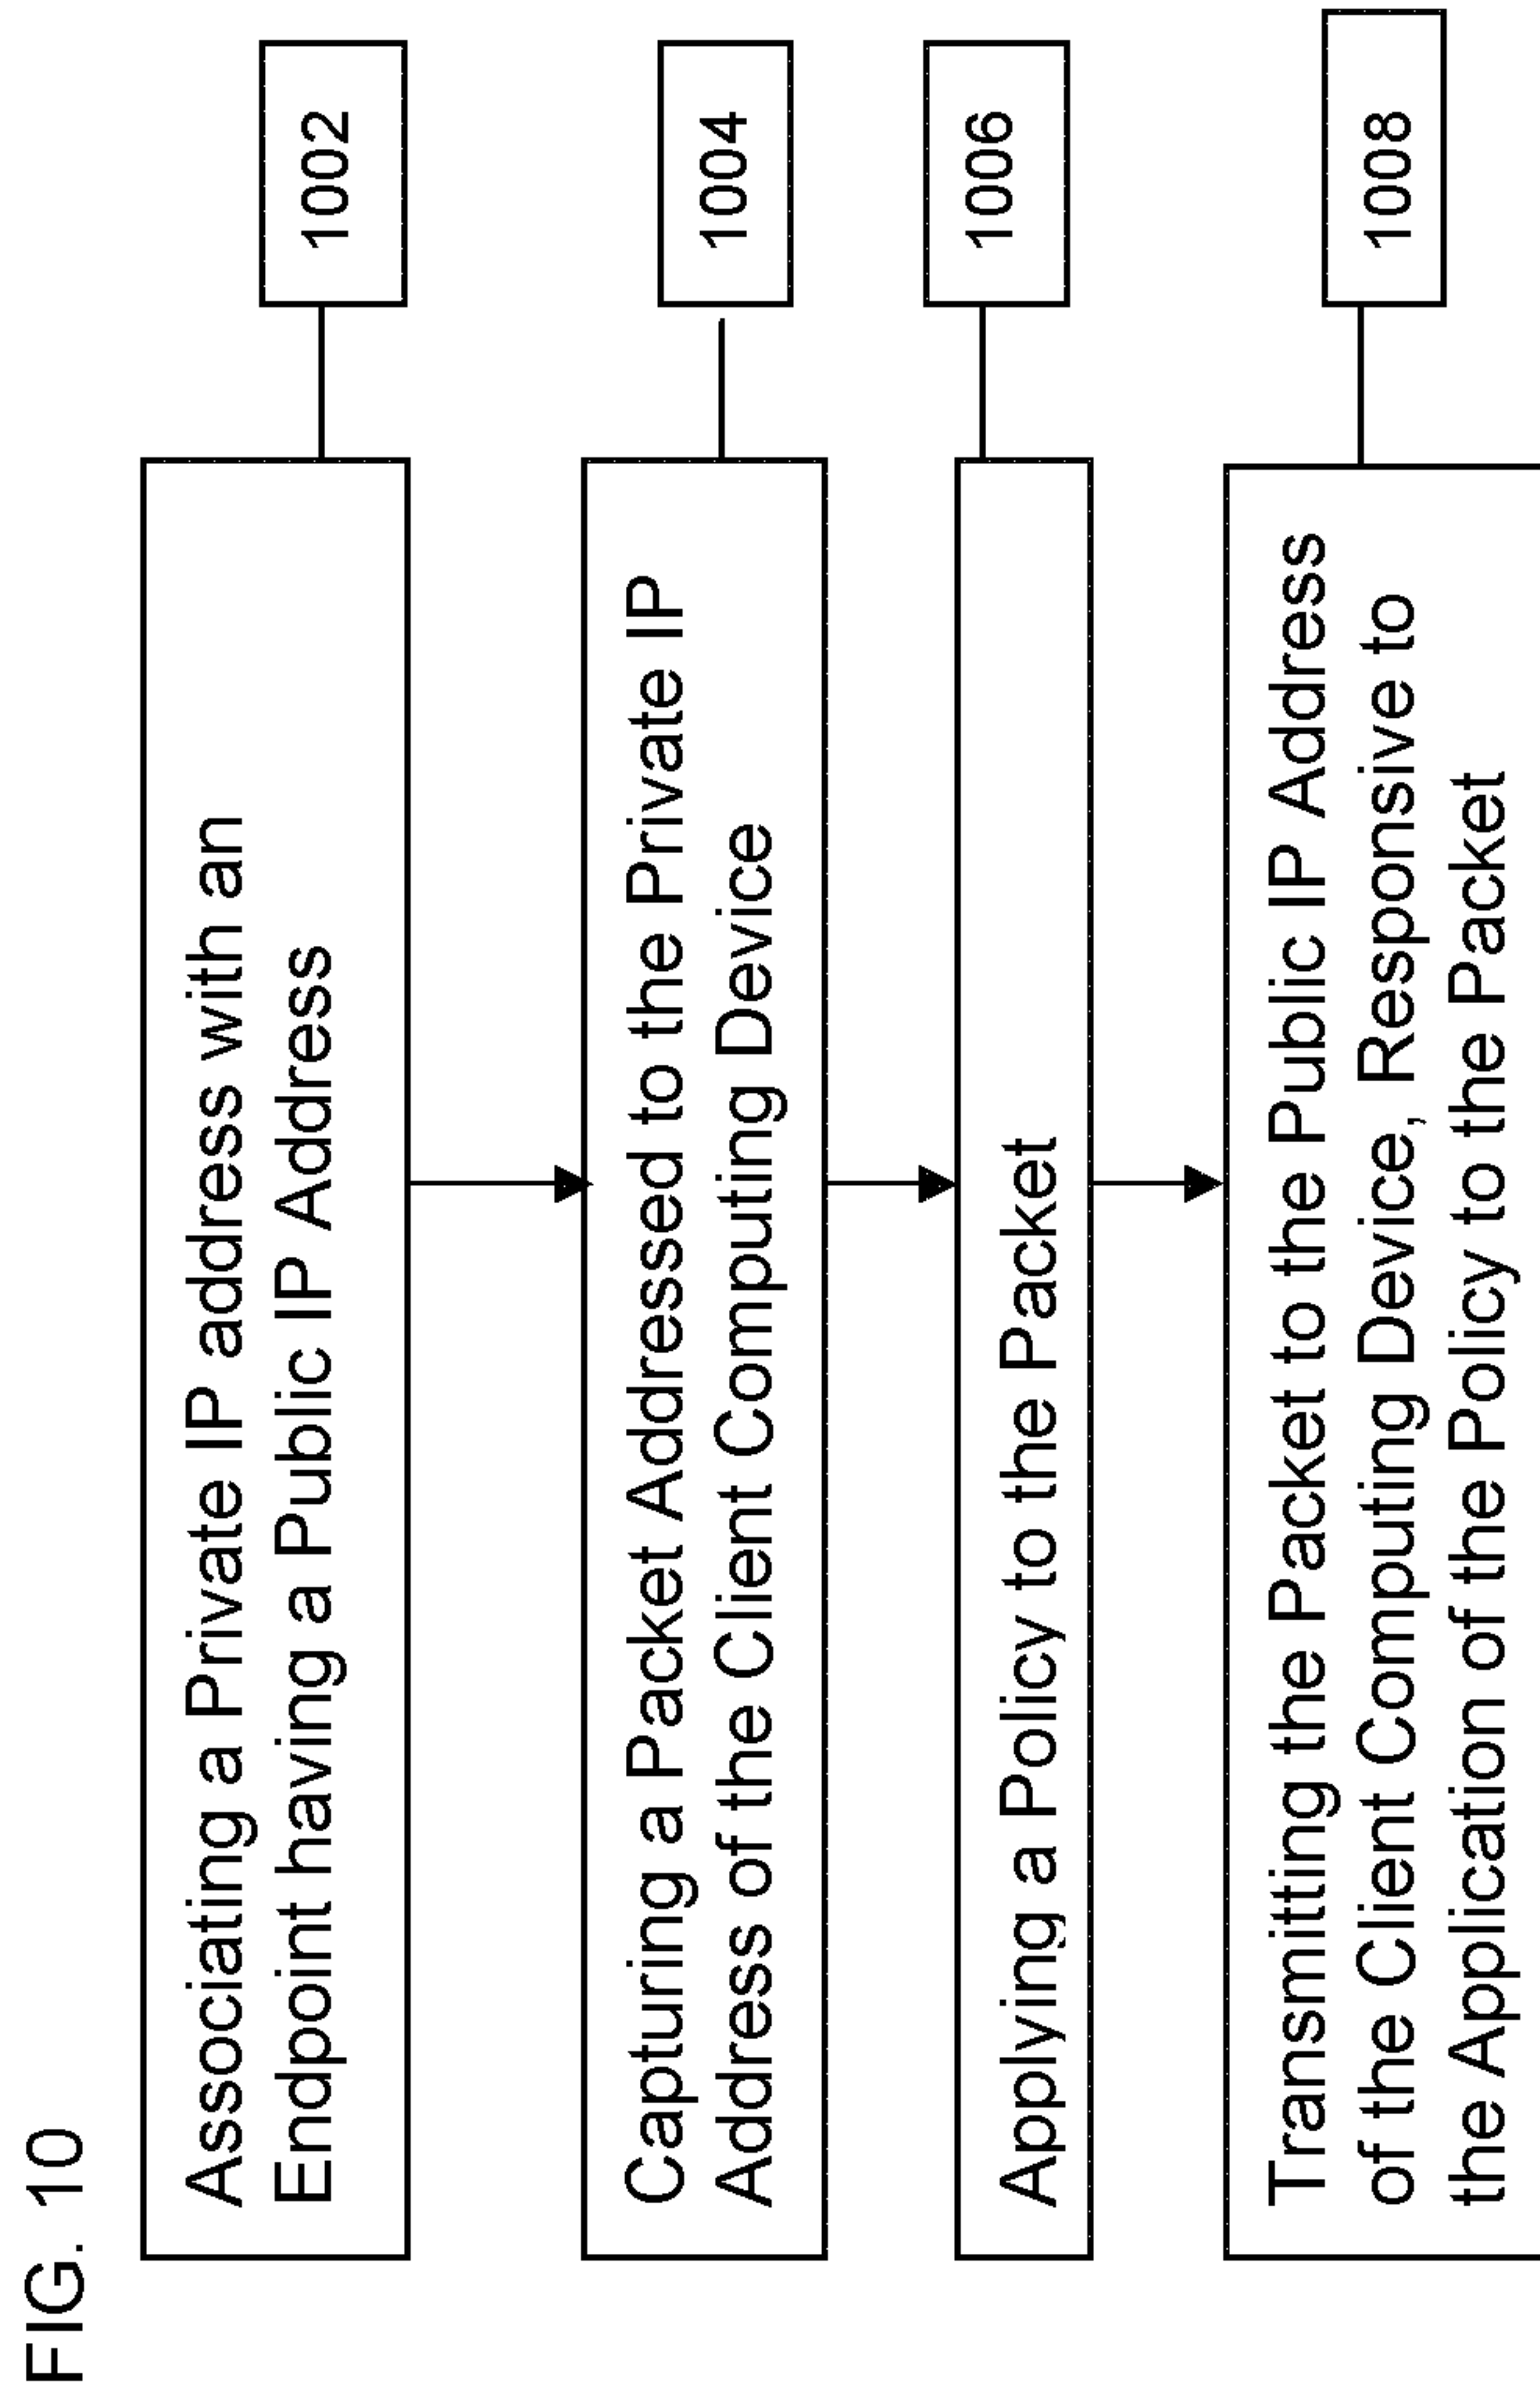 FIG. 10
Associating a Private IP address with an
Endpoint having a Public IP Address
1002
Capturing a Packet Addressed to the Private IP
Address of the Client Computing Device
1004
Applying a Policy to the Packet
1006
Transmitting the Packet to the Public IP Address
of the Client Computing Device, Responsive to
the Application of the Policy to the Packet
1008